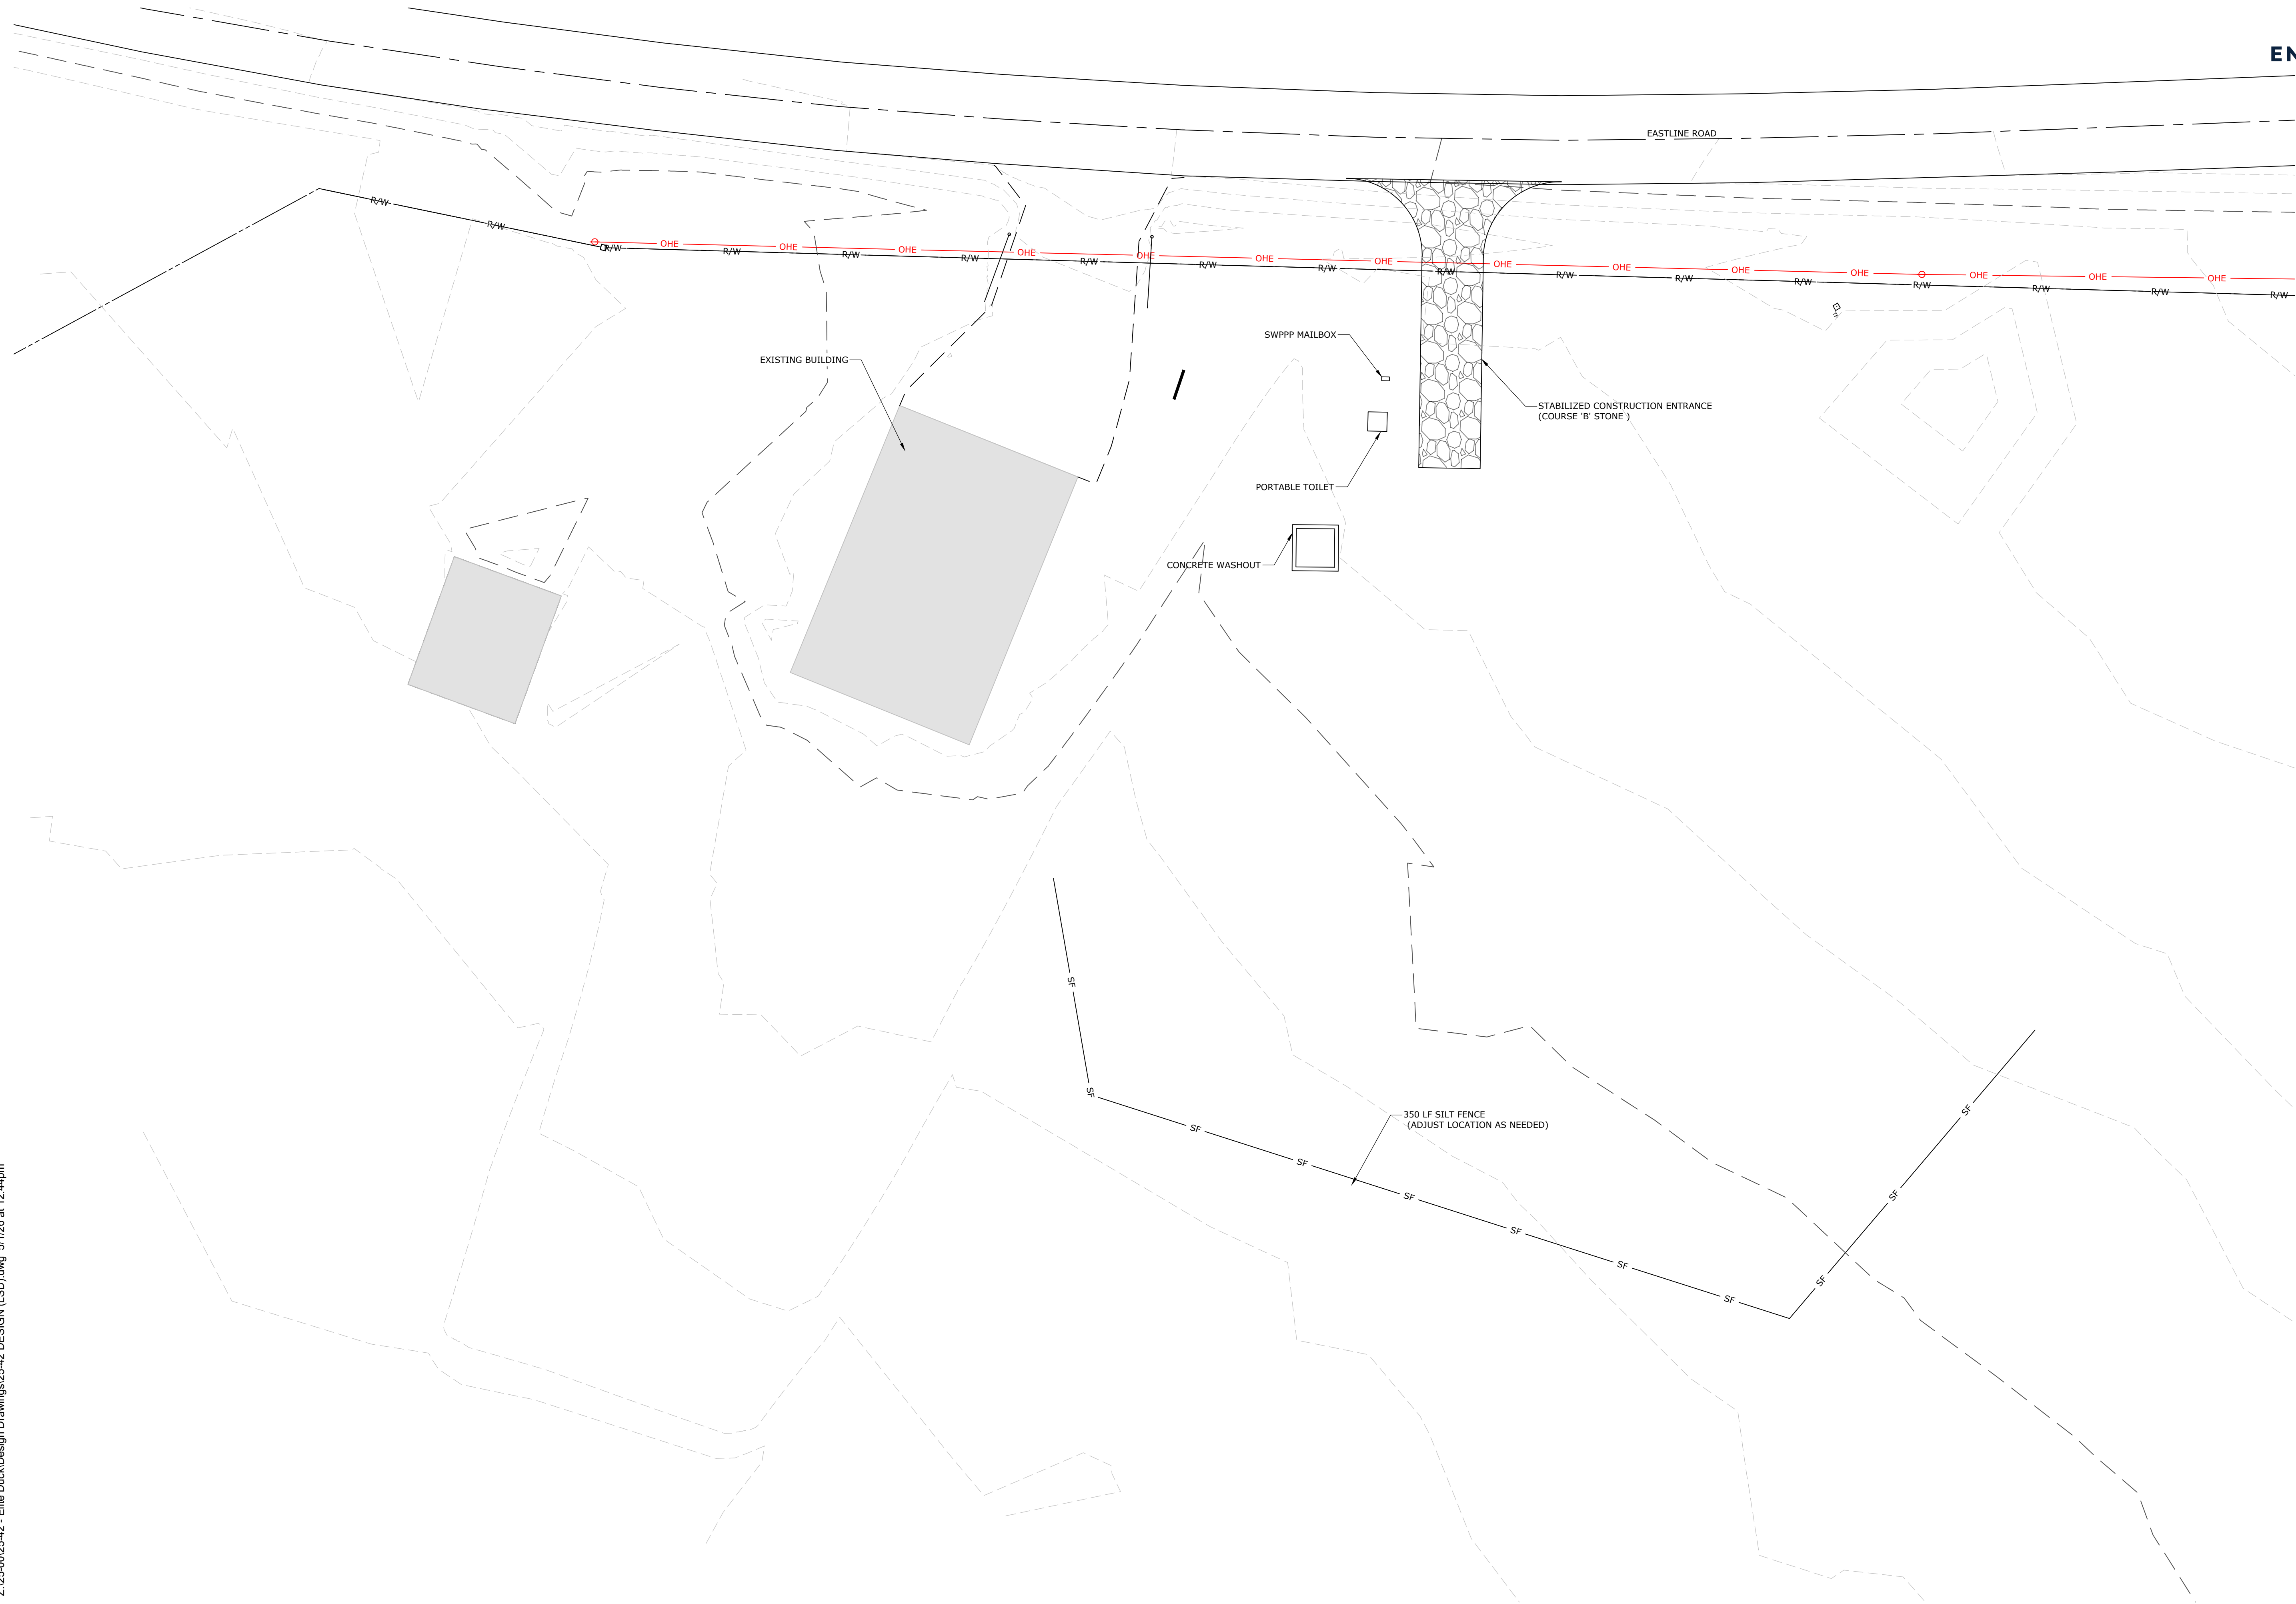 EN
EASTLINE ROAD
R/W
R/W
R/W
OHE
R/W
OHE
R/W
OHE
R/W
OHE
R/W
OHE
R/W
OHE
R/W
OHE
R/W
OHE
R/W
OHE
R/W
OHE
R/W
OHE
R/W
OHE
R/W
OHE
R/W
OHE
R/W
SWPPP MAILBOX
EXISTING BUILDING
STABILIZED CONSTRUCTION ENTRANCE
(COURSE 'B' STONE )
PORTABLE TOILET
CONCRETE WASHOUT
SF
SF
350 LF SILT FENCE
(ADJUST LOCATION AS NEEDED)
SF
SF
SF
SF
SF
SF
SF
SF
SF